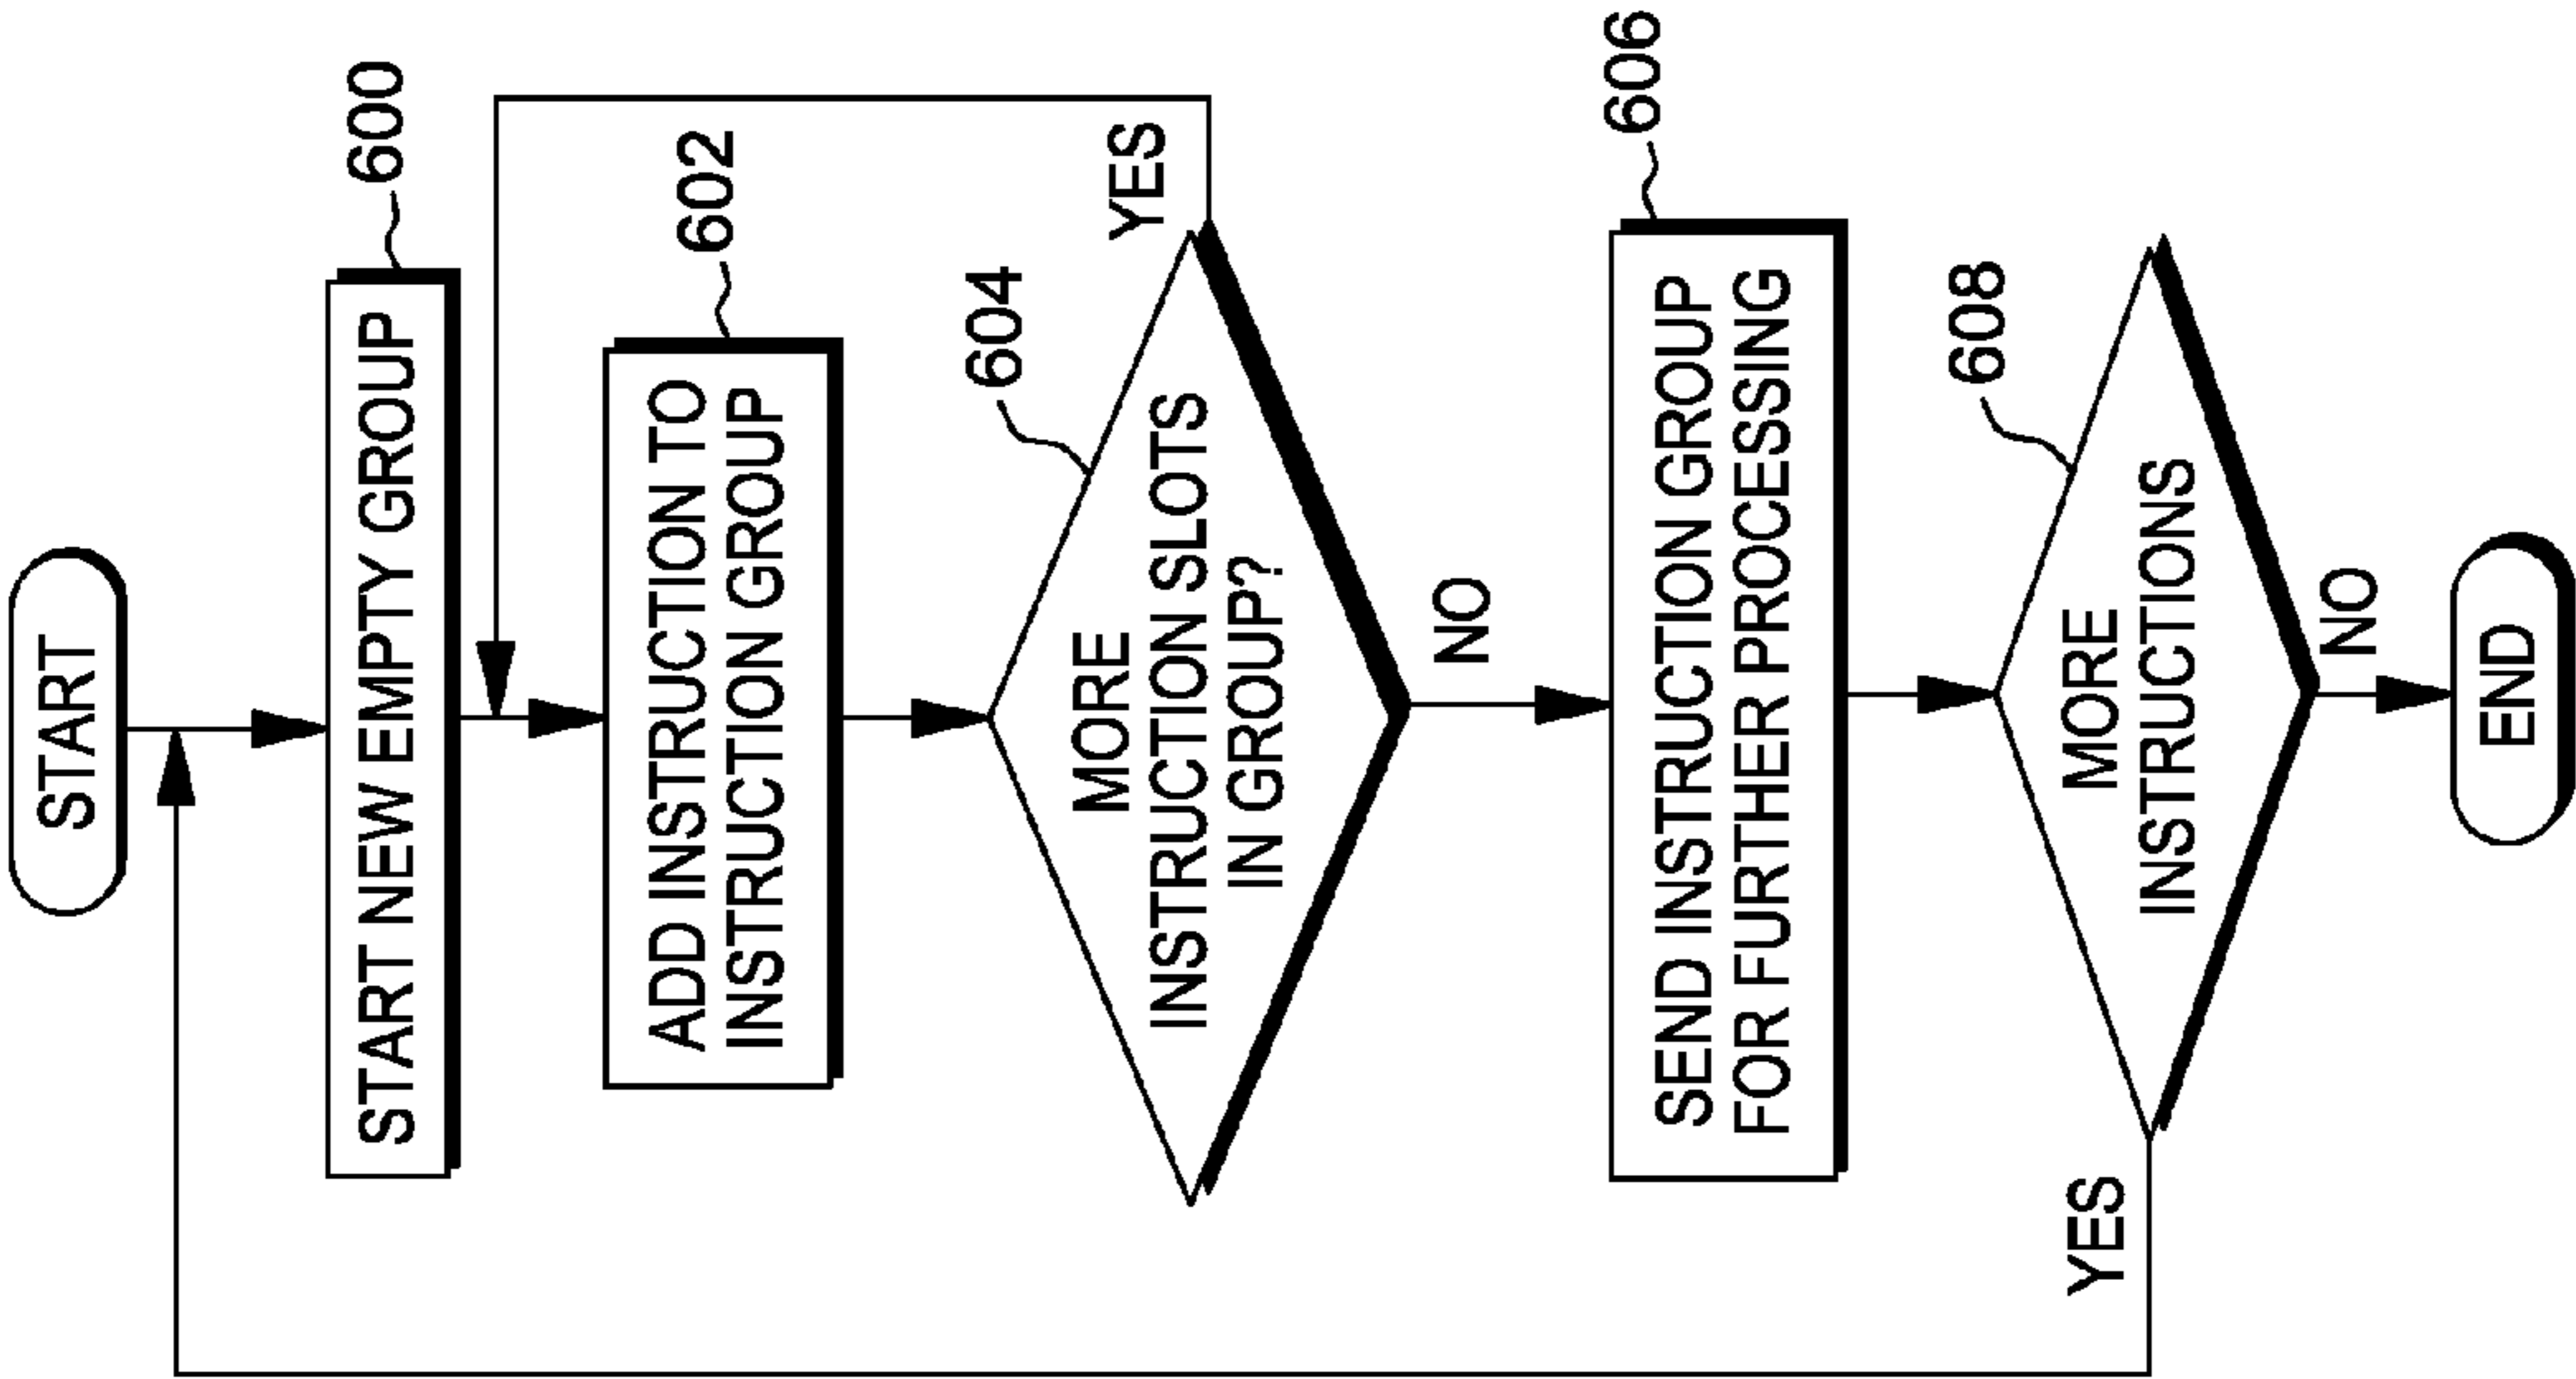 START
600
START NEW EMPTY GROUP
602
ADD INSTRUCTION TO
INSTRUCTION GROUP
604
MORE
INSTRUCTION SLOTS
IN GROUP?
YES
NO
606
SEND INSTRUCTION GROUP
FOR FURTHER PROCESSING
608
MORE
INSTRUCTIONS
YES
NO
END